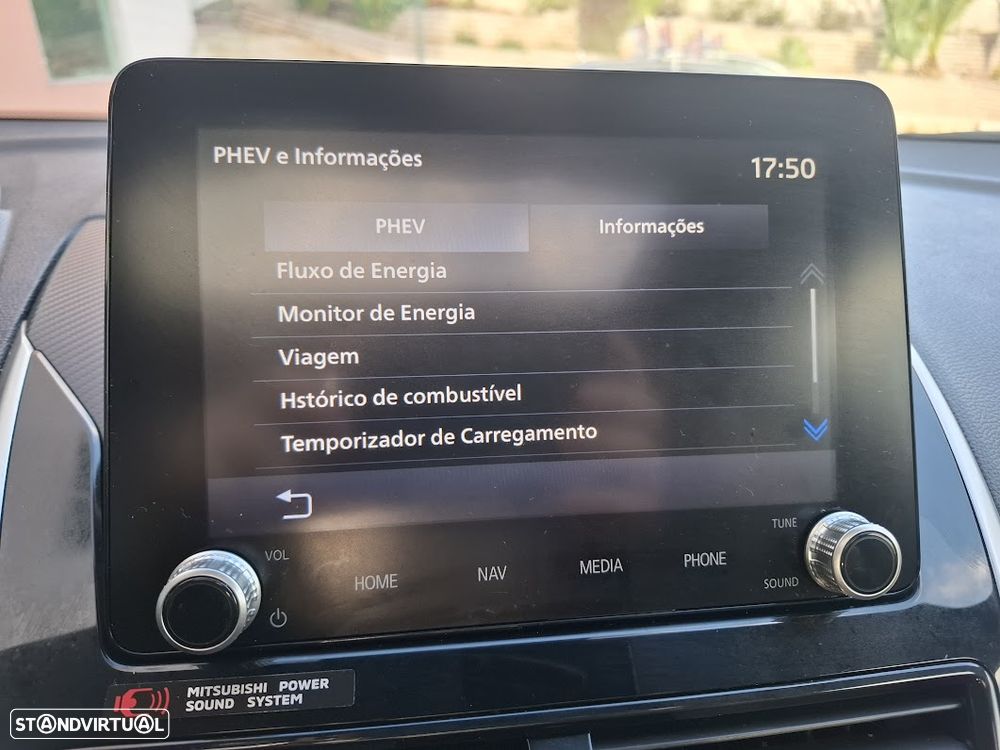 PHEV e Informações
17:50
PHEV
Informações
Fluxo de Energia
Monitor de Energia
Viagem
Hstórico de combustível
Temporizador de Carregamento
VOL
HOME
NAV
MEDIA
PHONE
TUNE
SOUND
MITSUBISHI POWER
SOUND SYSTEM
STANDVIRTUAL